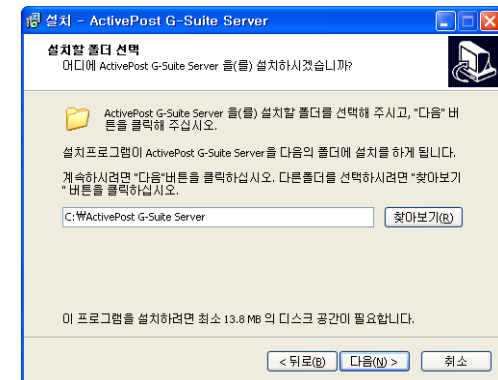 설치 - ActivePost G-Suite Server
설치할 폴더 선택
어디에 ActivePost G-Suite Server 을(를) 설치하시겠습니까?
ActivePost G-Suite Server 을(를) 설치할 폴더를 선택해 주시고, "다음" 버
튼을 클릭해 주십시오.
설치프로그램이 ActivePost G-Suite Server을 다음의 폴더에 설치를 하게 됩니다.
계속하시려면 "다음"버튼을 클릭하십시오. 다른폴더를 선택하시려면 "찾아보기
" 버튼을 클릭하십시오.
C:₩ActivePost G-Suite Server
찾아보기(R)
이 프로그램을 설치하려면 최소 13.8 MB 의 디스크 공간이 필요합니다.
< 뒤로(B) 다음(N) > 취소